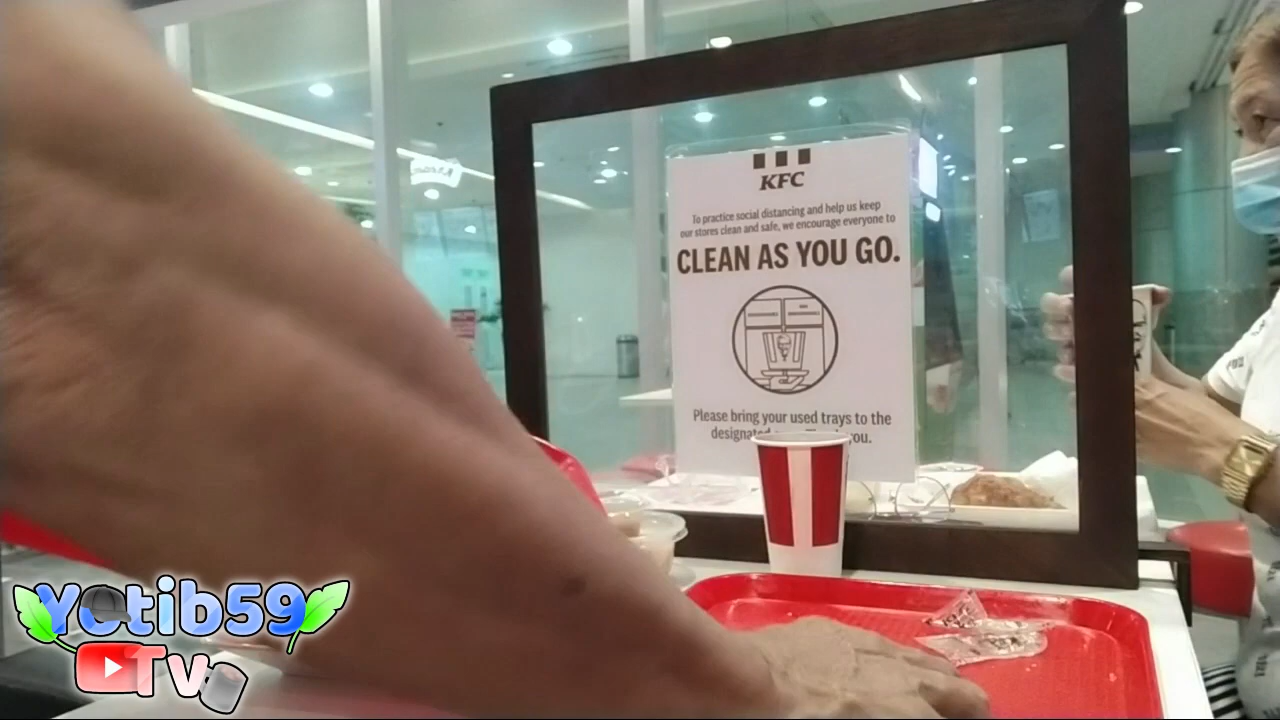 KFC
To practice social distancing and help us keep
our stores clean and safe, we encourage everyone to
CLEAN AS YOU GO.
Please bring your used trays to the
designated
you.
Yotib59
Tv